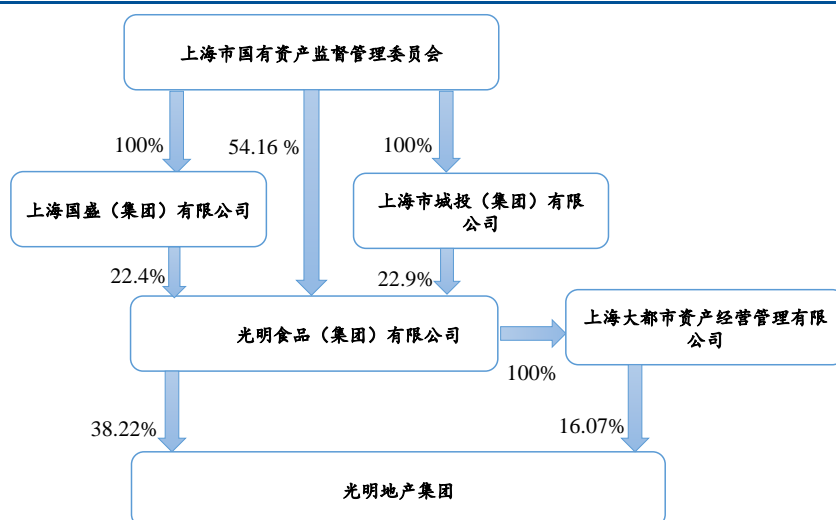 上海市国有资产监督管理委员会
100%
54.16 %
100%
上海国盛（集团）有限公司
上海市城投（集团）有限
公司
22.4%
22.9%
光明食品（集团）有限公司
上海大都市资产经营管理有限
公司
100%
38.22%
16.07%
光明地产集团